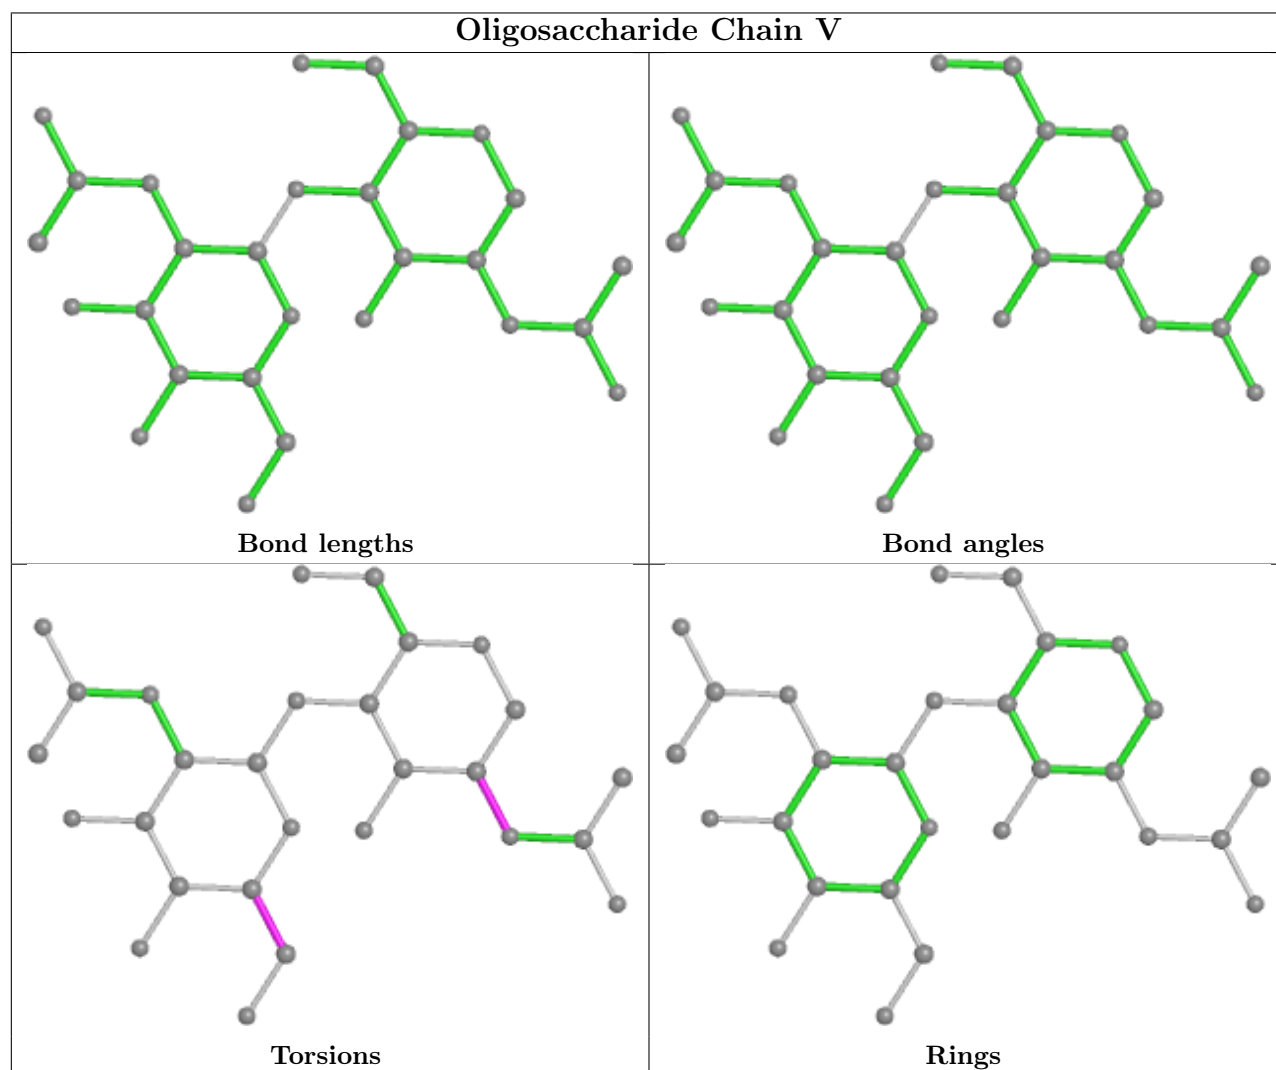 Oligosaccharide Chain V
Bond lengths
Bond angles
Torsions
Rings